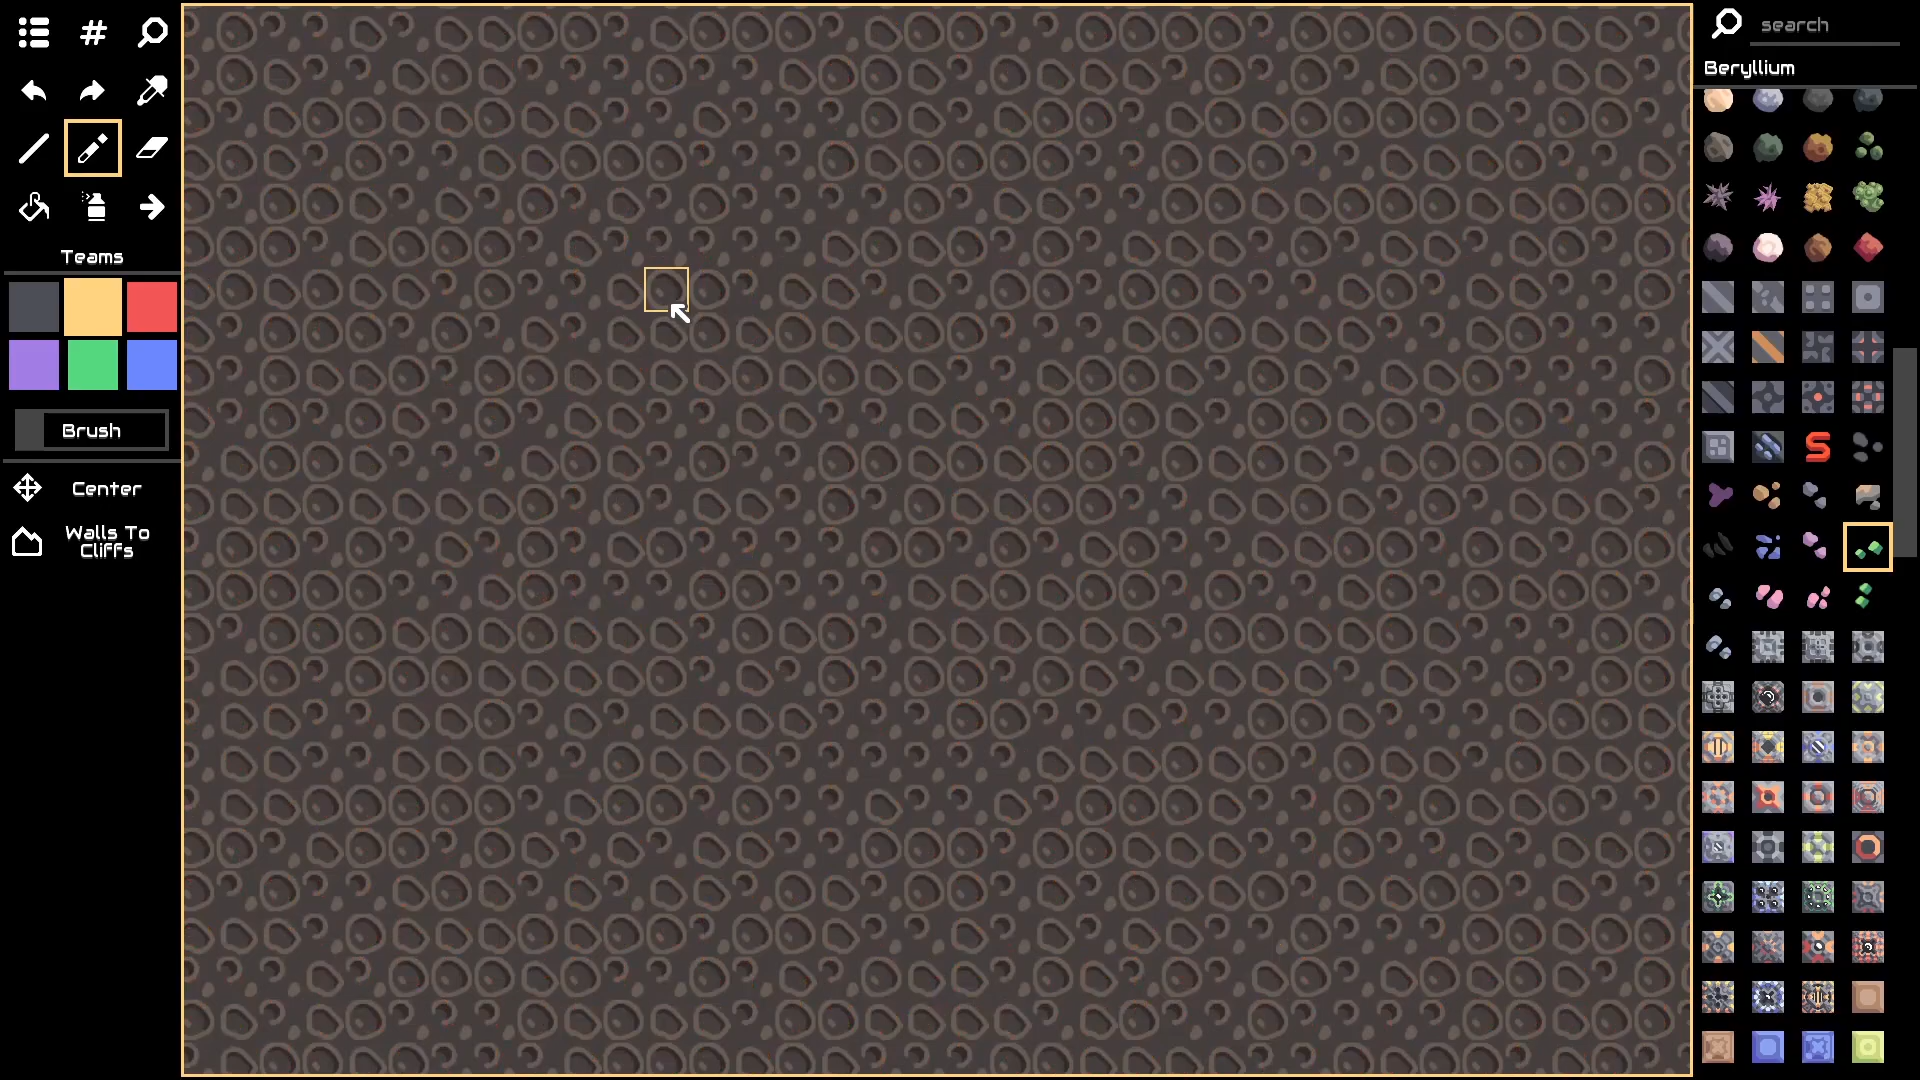 search
Beryllium
Teams
Brush
Center
Walls To
Cliffs